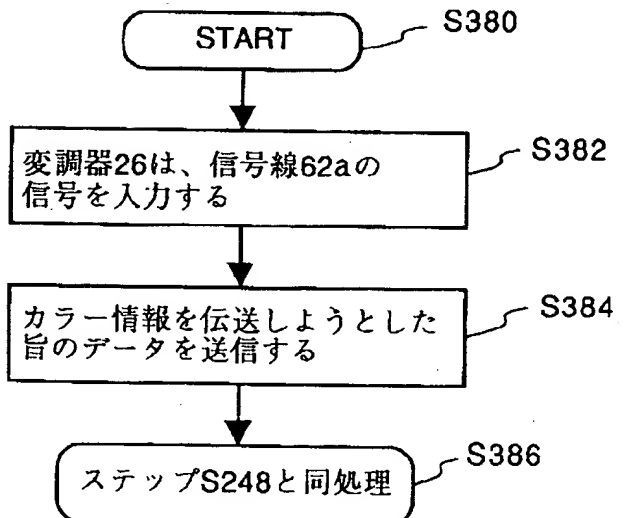 START
S380
変調器26は、信号線62aの
信号を入力する
S382
カラー情報を伝送しようとした
旨のデータを送信する
S384
ステップS248と同処理
S386